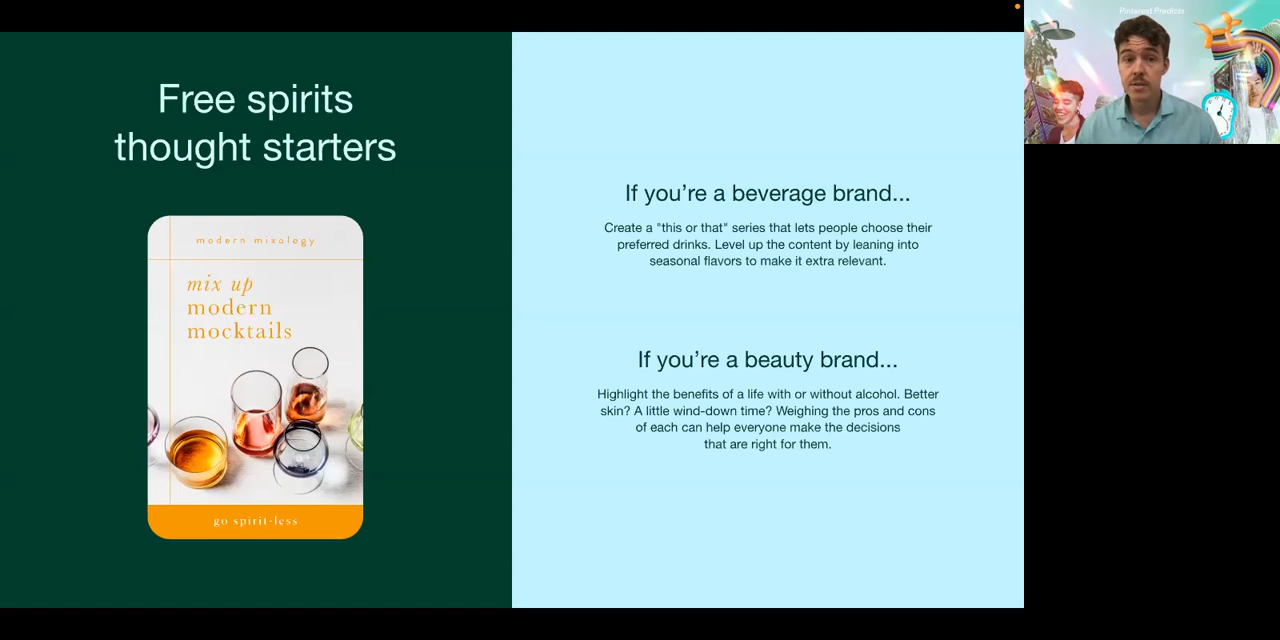 Pinterest Predicts
Free spirits
thought starters
modern mixology
mix up
modern
mocktails
go spirit-less
If you’re a beverage brand...
Create a "this or that" series that lets people choose their
preferred drinks. Level up the content by leaning into
seasonal flavors to make it extra relevant.
If you’re a beauty brand...
Highlight the benefits of a life with or without alcohol. Better
skin? A little wind-down time? Weighing the pros and cons
of each can help everyone make the decisions
that are right for them.